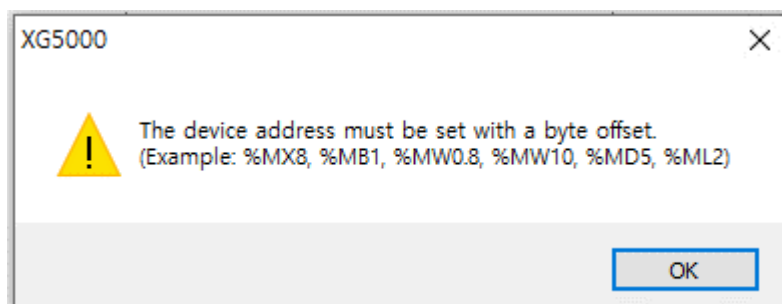 XG5000
The device address must be set with a byte offset.
(Example: %MX8, %MB1, %MW0.8, %MW10, %MD5, %ML2)
OK